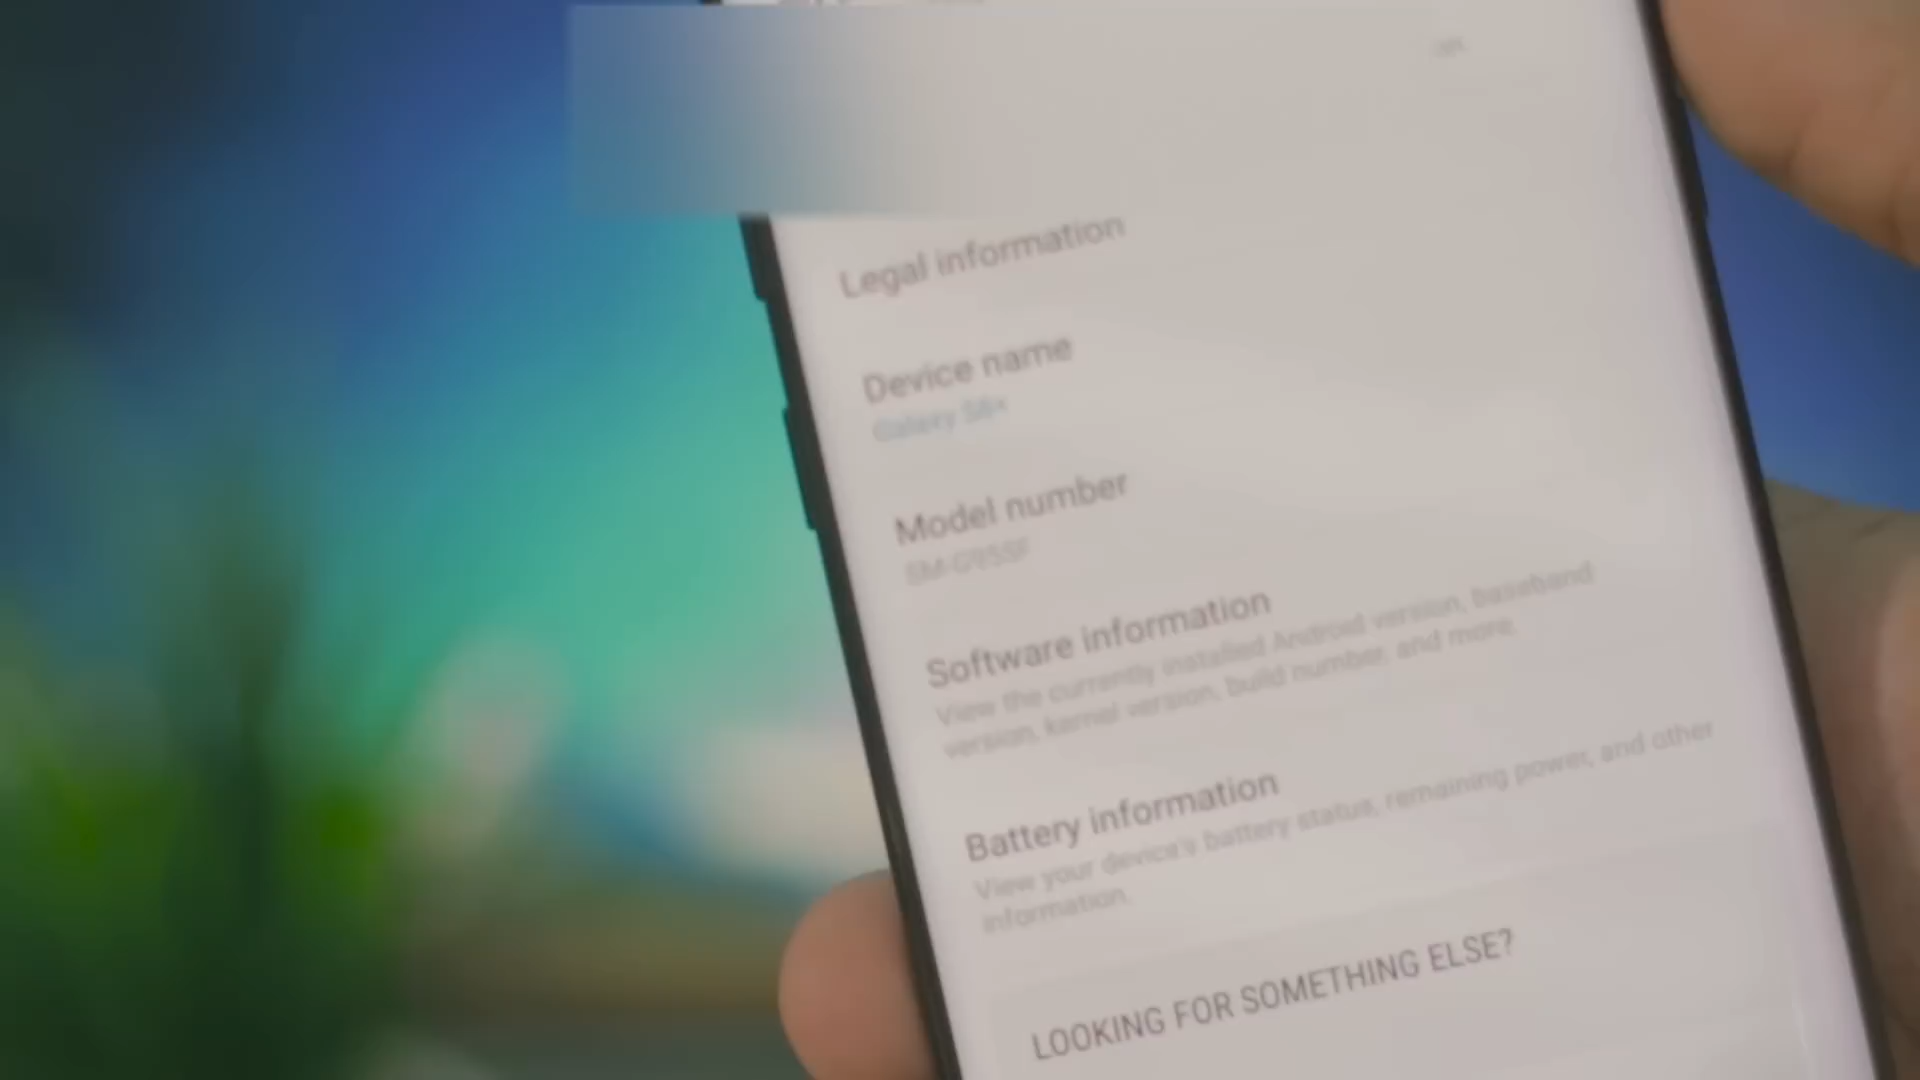 Legal information
Device name
Galaxy S8+
Model number
SM-G955F
Software information
View the currently installed Android version, baseband
version, kernel version, build number, and more.
Battery information
View your device's battery status, remaining power, and other
information.
LOOKING FOR SOMETHING ELSE?